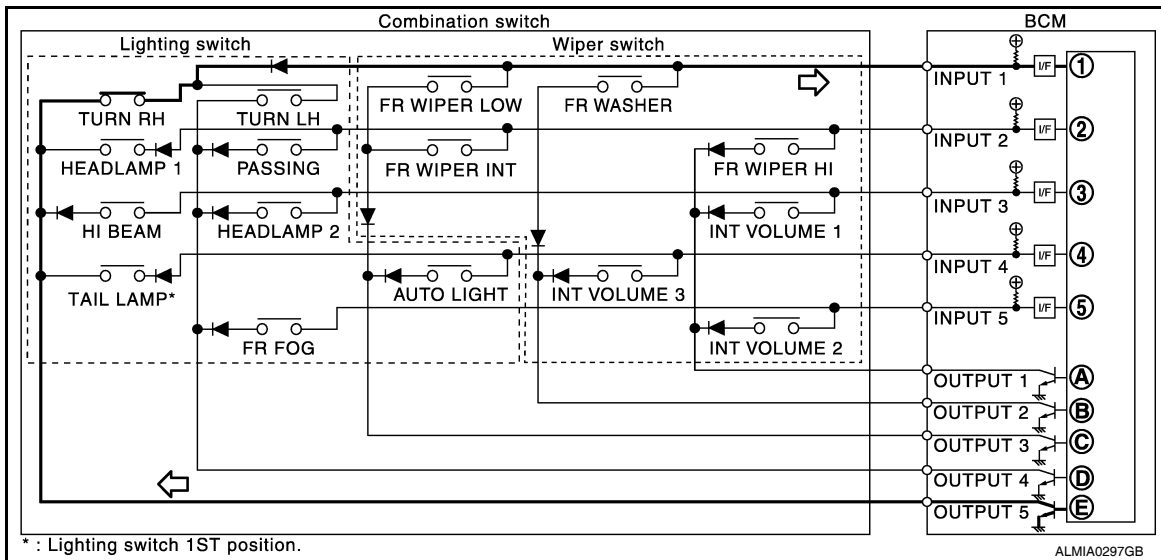 Combination switch
BCM
Lighting switch
Wiper switch
INPUT 1
I/F
1
TURN RH
TURN LH
FR WIPER LOW
FR WASHER
INPUT 2
I/F
2
HEADLAMP 1
PASSING
FR WIPER INT
FR WIPER HI
INPUT 3
I/F
3
HI BEAM
HEADLAMP 2
INT VOLUME 1
INPUT 4
I/F
4
TAIL LAMP*
AUTO LIGHT
INT VOLUME 3
INPUT 5
I/F
5
FR FOG
INT VOLUME 2
OUTPUT 1
A
OUTPUT 2
B
OUTPUT 3
C
OUTPUT 4
D
OUTPUT 5
E
* : Lighting switch 1ST position.
ALMIA0297GB